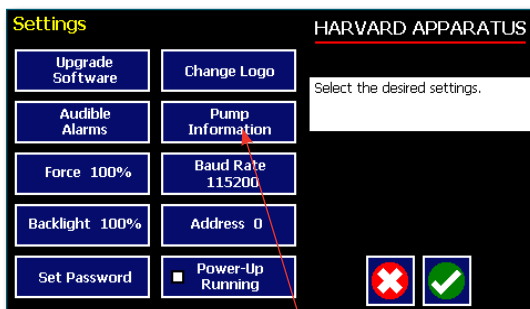 Settings
HARVARD APPARATUS
Upgrade
Software
Change Logo
Select the desired settings.
Audible
Alarms
Pump
Information
Force 100%
Baud Rate
115200
Backlight 100%
Address 0
Set Password
Power-Up
Running